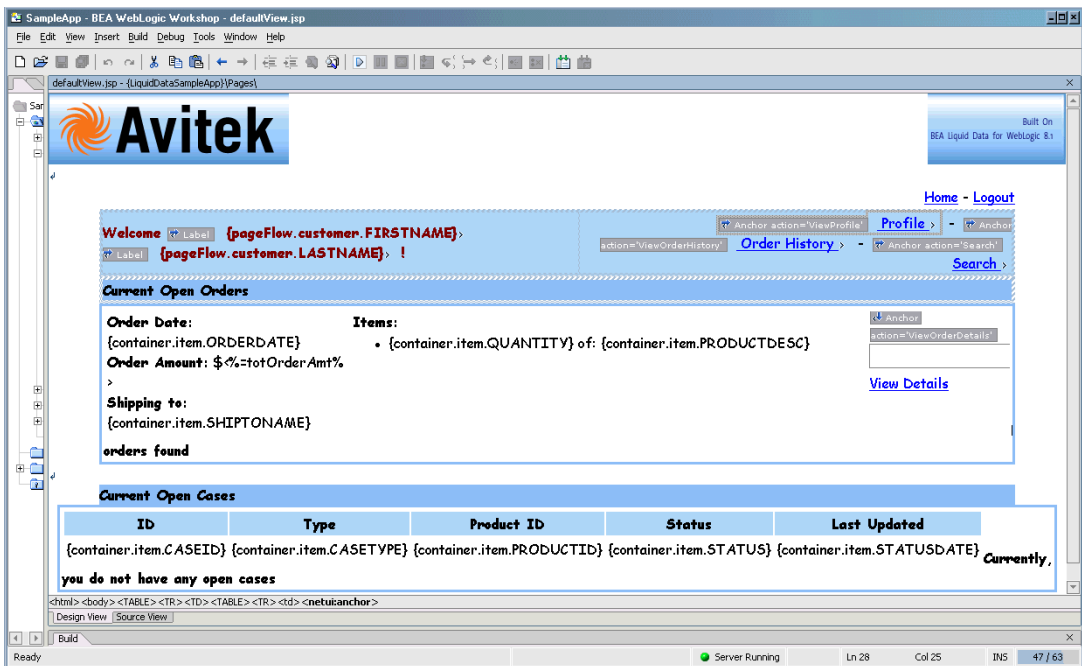 SampleApp - BEA WebLogic Workshop - defaultView.jsp
File Edit View Insert Build Debug Tools Window Help
defaultView.jsp - {LiquidDataSampleApp}\Pages\
Sar
Avitek
Built On
BEA Liquid Data for WebLogic 8.1
Home - Logout
Welcome Label {pageFlow.customer.FIRSTNAME}
Label {pageFlow.customer.LASTNAME} !
Anchor action='ViewProfile' Profile - Anchor
action='ViewOrderHistory' Order History - Anchor action='Search'
Search
Current Open Orders
Order Date: Items: Anchor
{container.item.ORDERDATE} • {container.item.QUANTITY} of: {container.item.PRODUCTDESC} action='ViewOrderDetails'
Order Amount: $<%=totOrderAmt%
>
View Details
Shipping to:
{container.item.SHIPTONAME}
orders found
Current Open Cases
ID Type Product ID Status Last Updated
{container.item.CASEID} {container.item.CASETYPE} {container.item.PRODUCTID} {container.item.STATUS} {container.item.STATUSDATE} Currently,
you do not have any open cases
<html> <body> <TABLE> <TR> <TD> <TABLE> <TR> <td> <netui:anchor>
Design View Source View
Build
Ready Server Running Ln 28 Col 25 INS 47 / 63